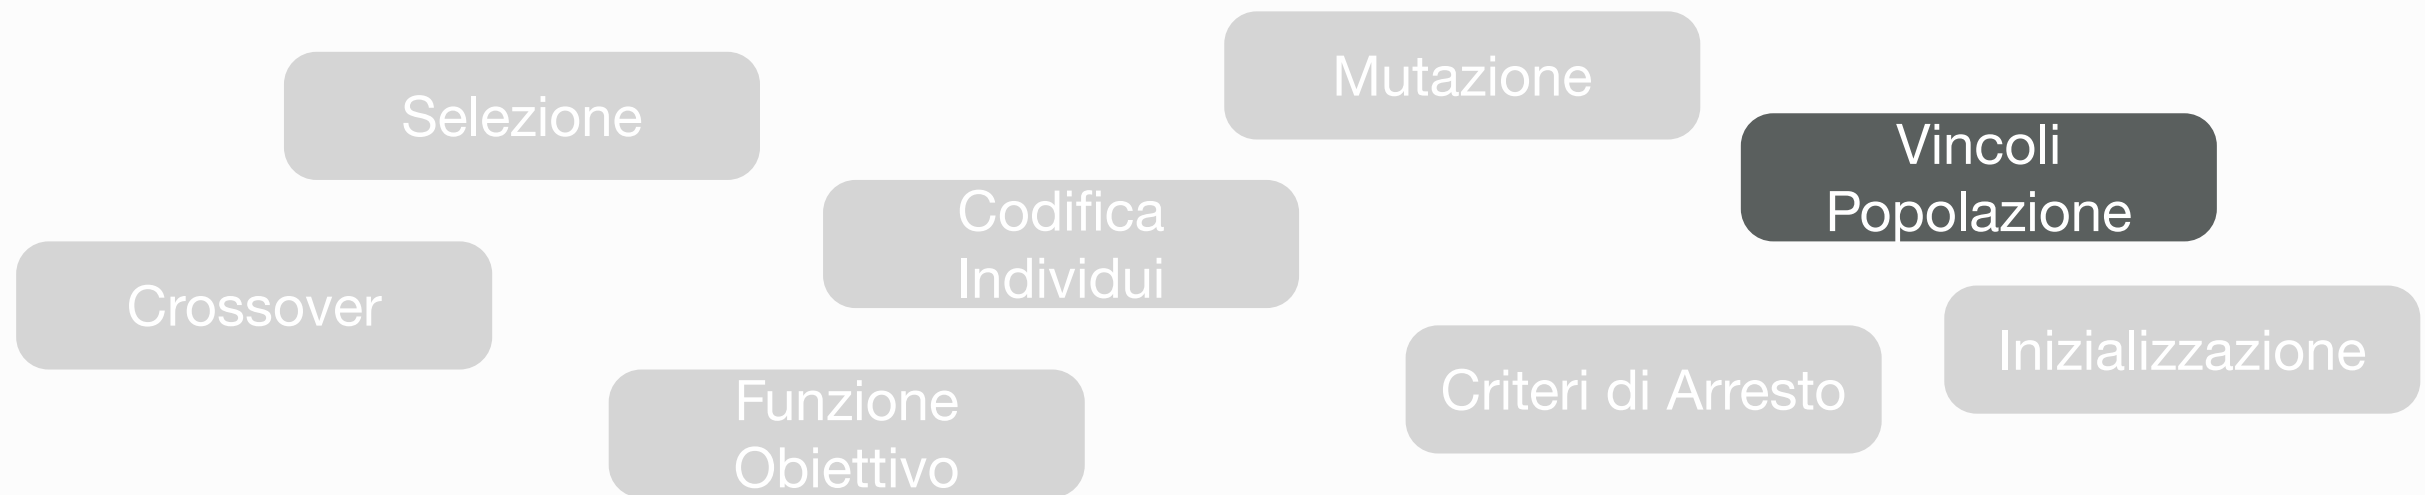 Mutazione
Selezione
Vincoli
Popolazione
Codifica
Individui
Crossover
Inizializzazione
Criteri di Arresto
Funzione
Obiettivo